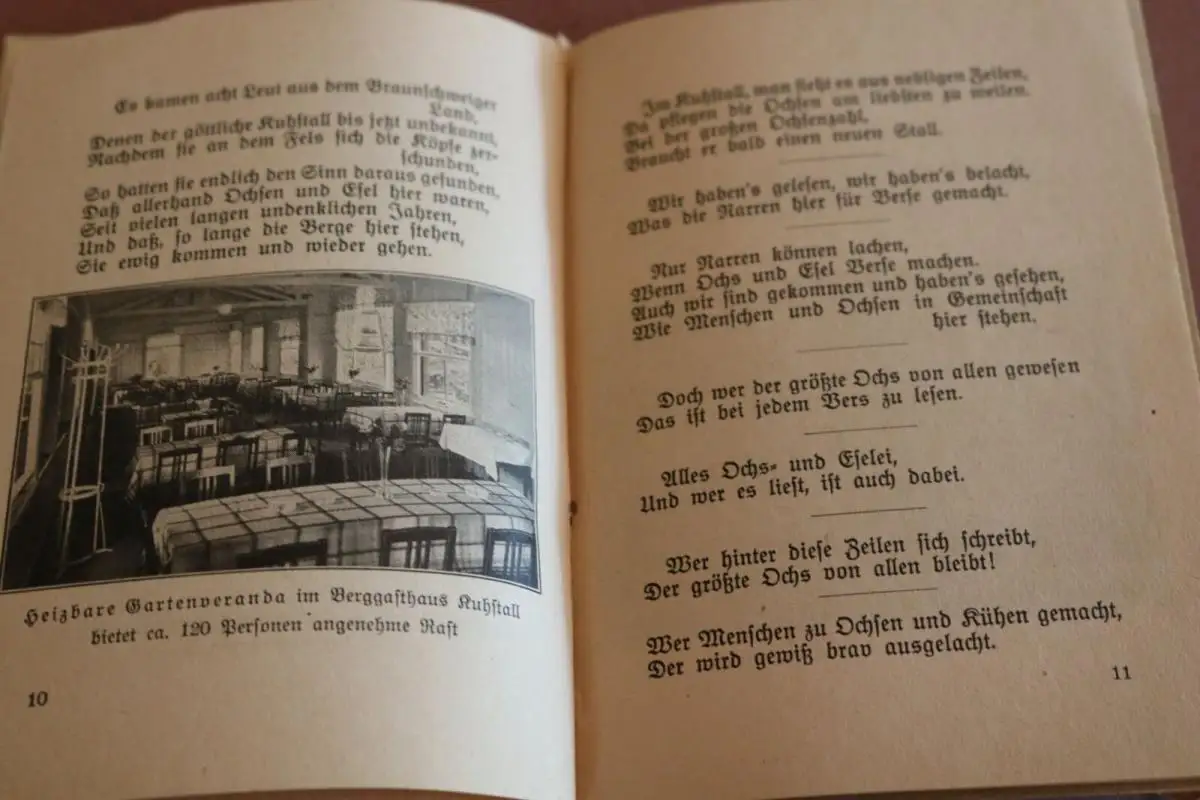 Es kamen acht Leut aus dem Braunschweiger
Land,
Denen der göttliche Kuhstall bis jetzt unbekannt,
Nachdem sie an dem Fels sich die Köpfe zer-
schunden,
So hatten sie endlich den Sinn daraus gefunden,
Daß allerhand Ochsen und Esel hier waren,
Seit vielen langen undenklichen Jahren,
Und daß, so lange die Berge hier stehen,
Sie ewig kommen und wieder gehen.
Heizbare Gartenveranda im Berggasthaus Kuhstall
bietet ca. 120 Personen angenehme Rast
10
Im Kuhstall, man sieht es aus nebligen Zeilen,
Da pflegen die Ochsen am liebsten zu weilen.
Bei der großen Ochsenzahl,
Braucht er bald einen neuen Stall.
Wir haben's gelesen, wir haben's belacht,
Was die Narren hier für Verse gemacht.
Nur Narren können lachen,
Wenn Ochs und Esel Verse machen.
Auch wir sind gekommen und haben's gesehen,
Wie Menschen und Ochsen in Gemeinschaft
hier stehen.
Doch wer der größte Ochs von allen gewesen
Das ist bei jedem Vers zu lesen.
Alles Ochs- und Eselei,
Und wer es liest, ist auch dabei.
Wer hinter diese Zeilen sich schreibt,
Der größte Ochs von allen bleibt!
Wer Menschen zu Ochsen und Kühen gemacht,
Der wird gewiß brav ausgelacht.
11